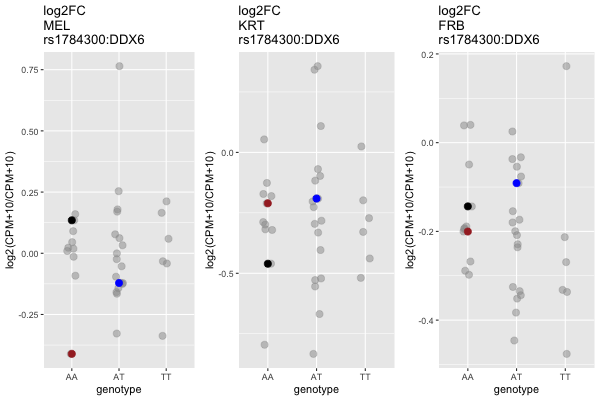 log2FC
MEL
rs1784300:DDX6
log2(CPM+10/CPM+10 )
0.75
0.50
0.25
0.00
-0.25
AA
AT
TT
genotype
log2FC
KRT
rs1784300:DDX6
log2(CPM+10/CPM+10 )
0.0
-0.5
AA
AT
TT
genotype
log2FC
FRB
rs1784300:DDX6
log2(CPM+10/CPM+10 )
0.2
0.0
-0.2
-0.4
AA
AT
TT
genotype